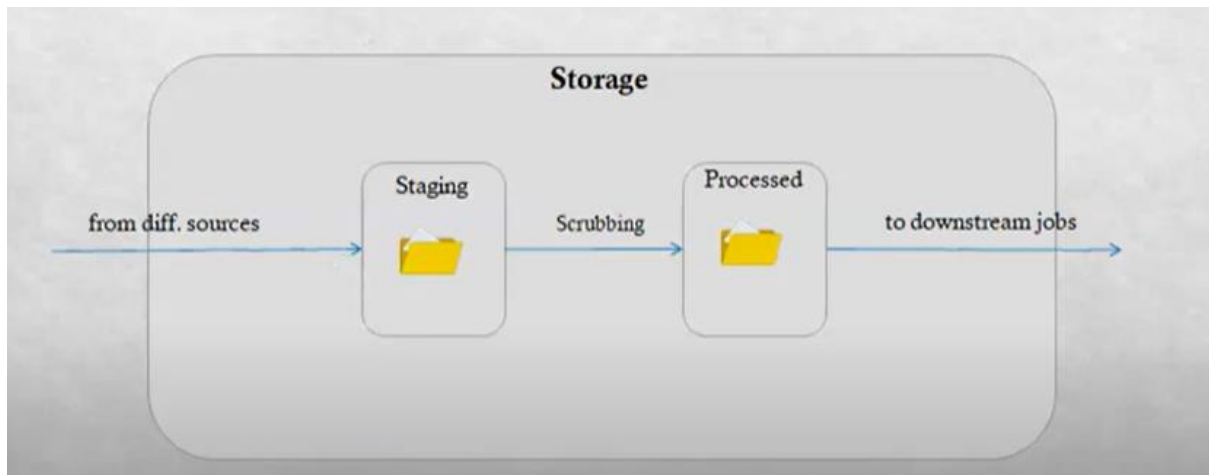 Storage
Staging
Processed
from diff. sources
Scrubbing
to downstream jobs